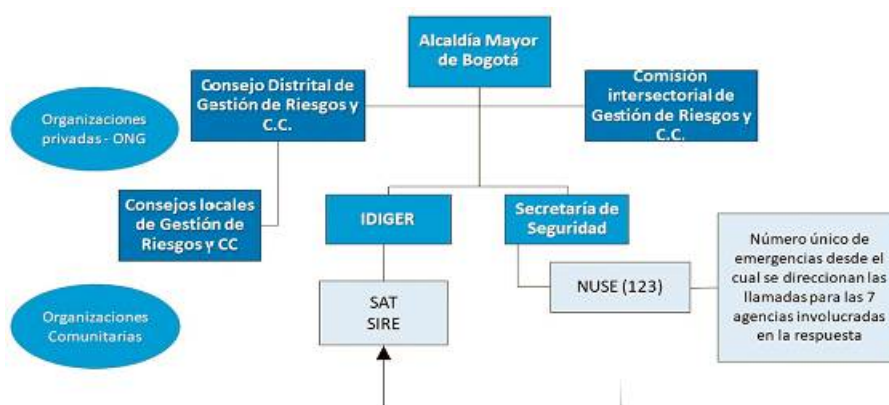 Alcaldía Mayor
de Bogotá
Consejo Distrital de
Gestión de Riesgos y
C.C.
Comisión
intersectorial de
Gestión de Riesgos y
C.C.
Organizaciones
privadas - ONG
Consejos locales
de Gestión de
Riesgos y CC
IDIGER
Secretaría de
Seguridad
Número único de
emergencias desde el
cual se direccionan las
llamadas para las 7
agencias involucradas
en la respuesta
NUSE (123)
SAT
SIRE
Organizaciones
Comunitarias